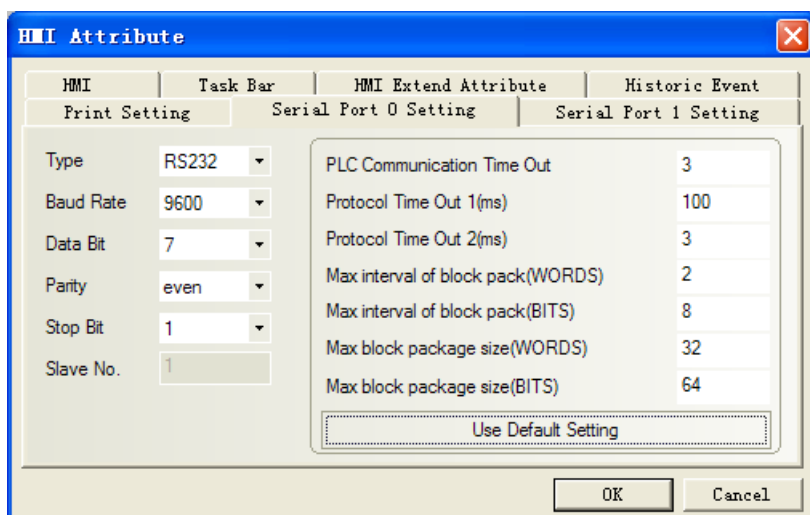 HMI Attribute
HMI Task Bar HMI Extend Attribute Historic Event
Print Setting Serial Port 0 Setting Serial Port 1 Setting
Type RS232
Baud Rate 9600
Data Bit 7
Parity even
Stop Bit 1
Slave No. 1
PLC Communication Time Out 3
Protocol Time Out 1(ms) 100
Protocol Time Out 2(ms) 3
Max interval of block pack(WORDS) 2
Max interval of block pack(BITS) 8
Max block package size(WORDS) 32
Max block package size(BITS) 64
Use Default Setting
OK Cancel